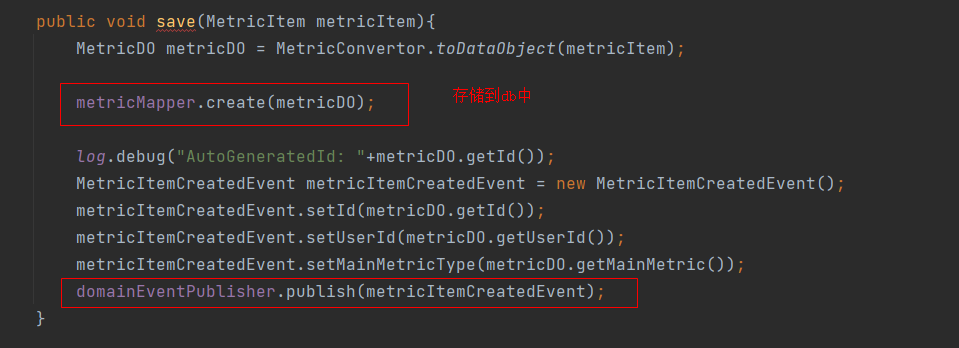 public void save(MetricItem metricItem){
MetricDO metricDO = MetricConvertor.toDataObject(metricItem);
metricMapper.create(metricDO);
存储到db中
log.debug("AutoGeneratedId: "+metricDO.getId());
MetricItemCreatedEvent metricItemCreatedEvent = new MetricItemCreatedEvent();
metricItemCreatedEvent.setId(metricDO.getId());
metricItemCreatedEvent.setUserId(metricDO.getUserId());
metricItemCreatedEvent.setMainMetricType(metricDO.getMainMetric());
domainEventPublisher.publish(metricItemCreatedEvent);
}